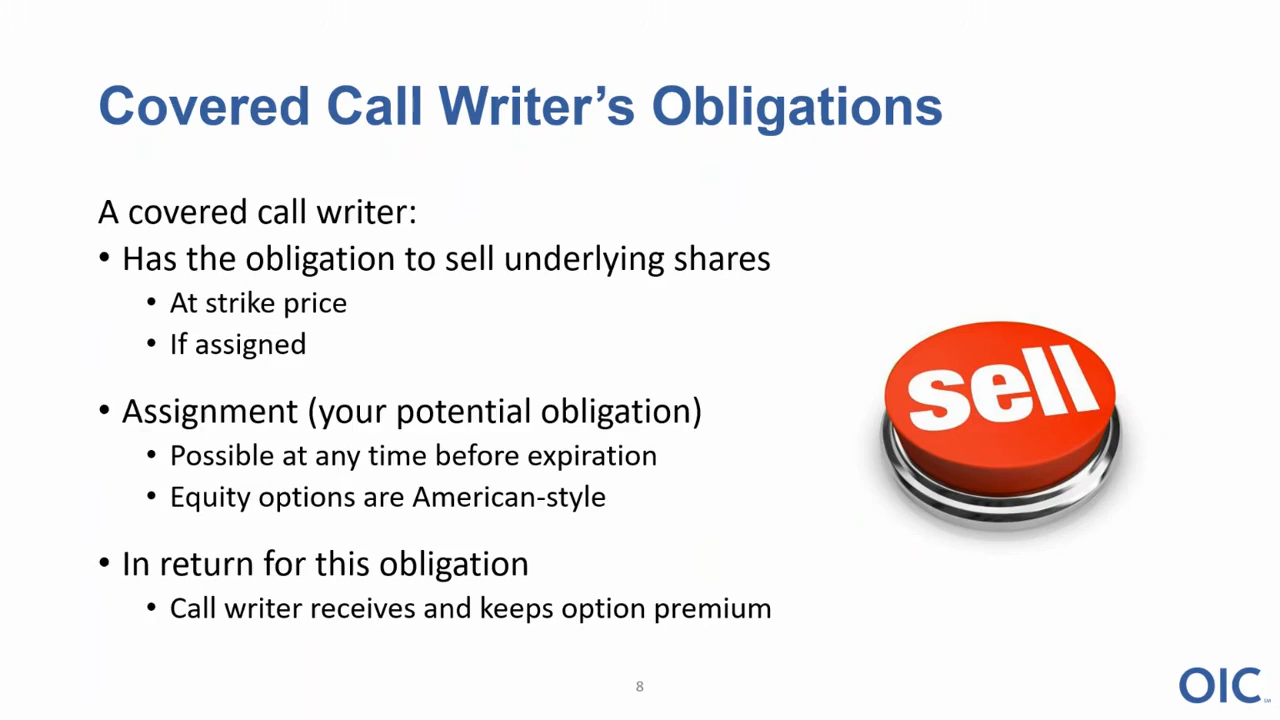 Covered Call Writer’s Obligations
A covered call writer:
• Has the obligation to sell underlying shares
• At strike price
• If assigned
• Assignment (your potential obligation)
• Possible at any time before expiration
• Equity options are American-style
• In return for this obligation
• Call writer receives and keeps option premium
sell
8
OIC℠